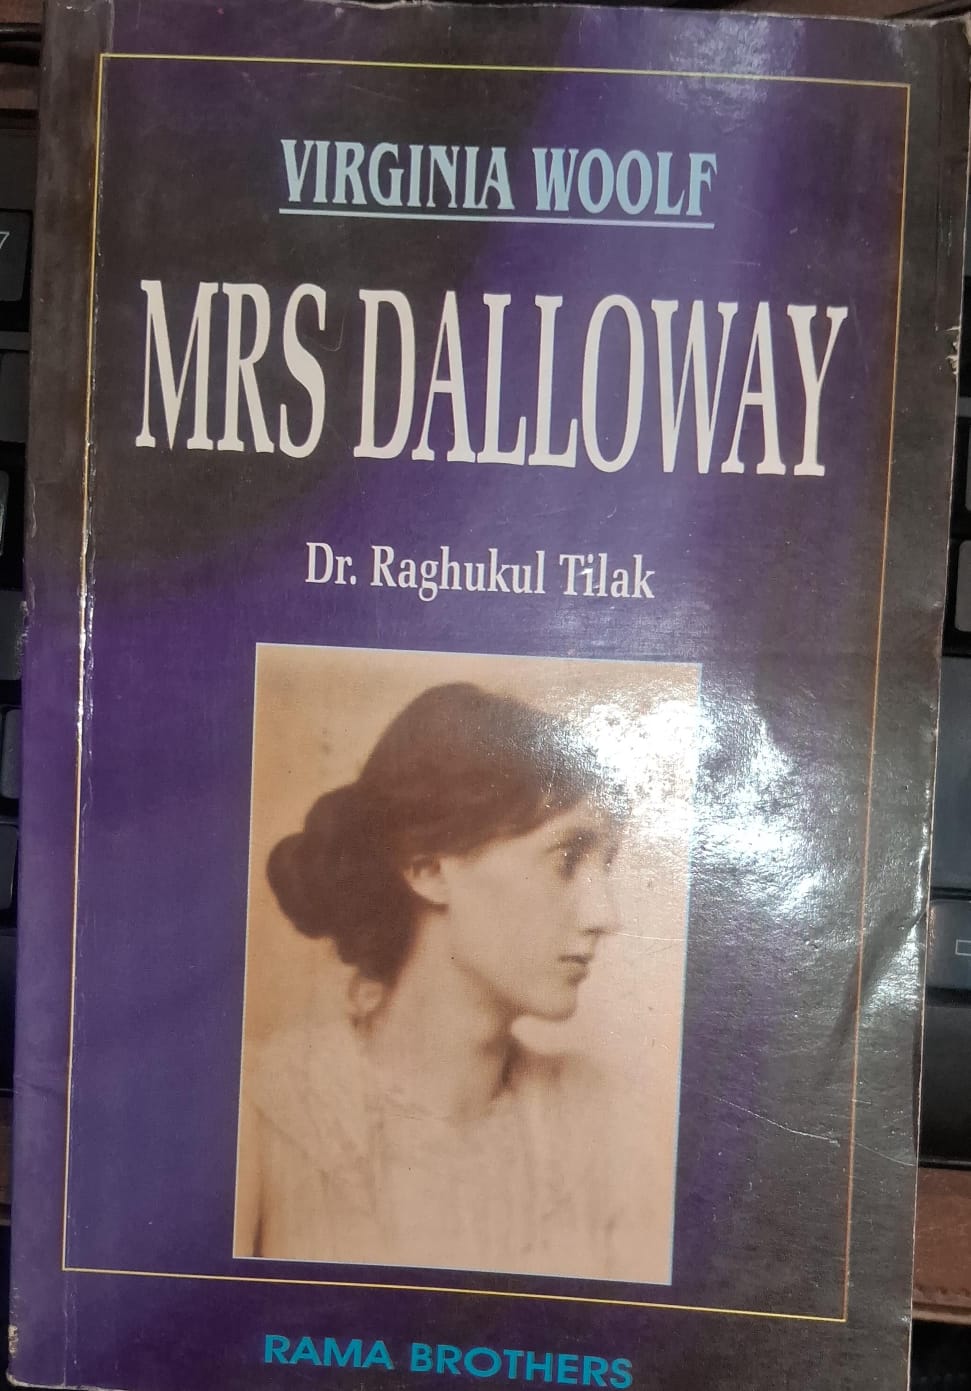 VIRGINIA WOOLF
MRS DALLOWAY
Dr. Raghukul Tilak
RAMA BROTHERS